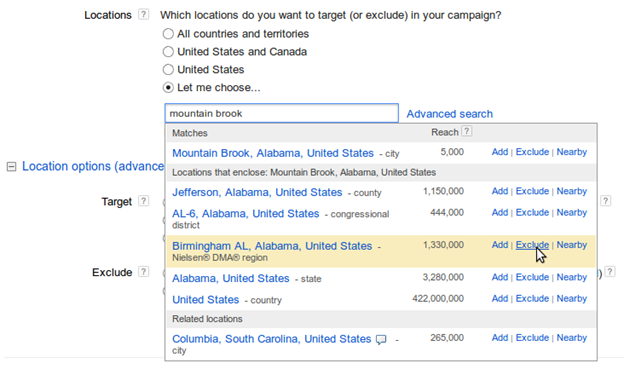 Locations ? Which locations do you want to target (or exclude) in your campaign?
All countries and territories
United States and Canada
United States
Let me choose...
mountain brook Advanced search
Matches Reach ?
Mountain Brook, Alabama, United States - city 5,000 Add | Exclude | Nearby
Locations that enclose: Mountain Brook, Alabama, United States
Location options (advance
Jefferson, Alabama, United States - county 1,150,000 Add | Exclude | Nearby
Target ? ?
AL-6, Alabama, United States - congressional 444,000 Add | Exclude | Nearby
district
Birmingham AL, Alabama, United States - 1,330,000 Add | Exclude | Nearby
Nielsen® DMA® region
Exclude ? ) ?
Alabama, United States - state 3,280,000 Add | Exclude | Nearby
United States - country 422,000,000 Add | Exclude | Nearby
Related locations
Columbia, South Carolina, United States - 265,000 Add | Exclude | Nearby
city